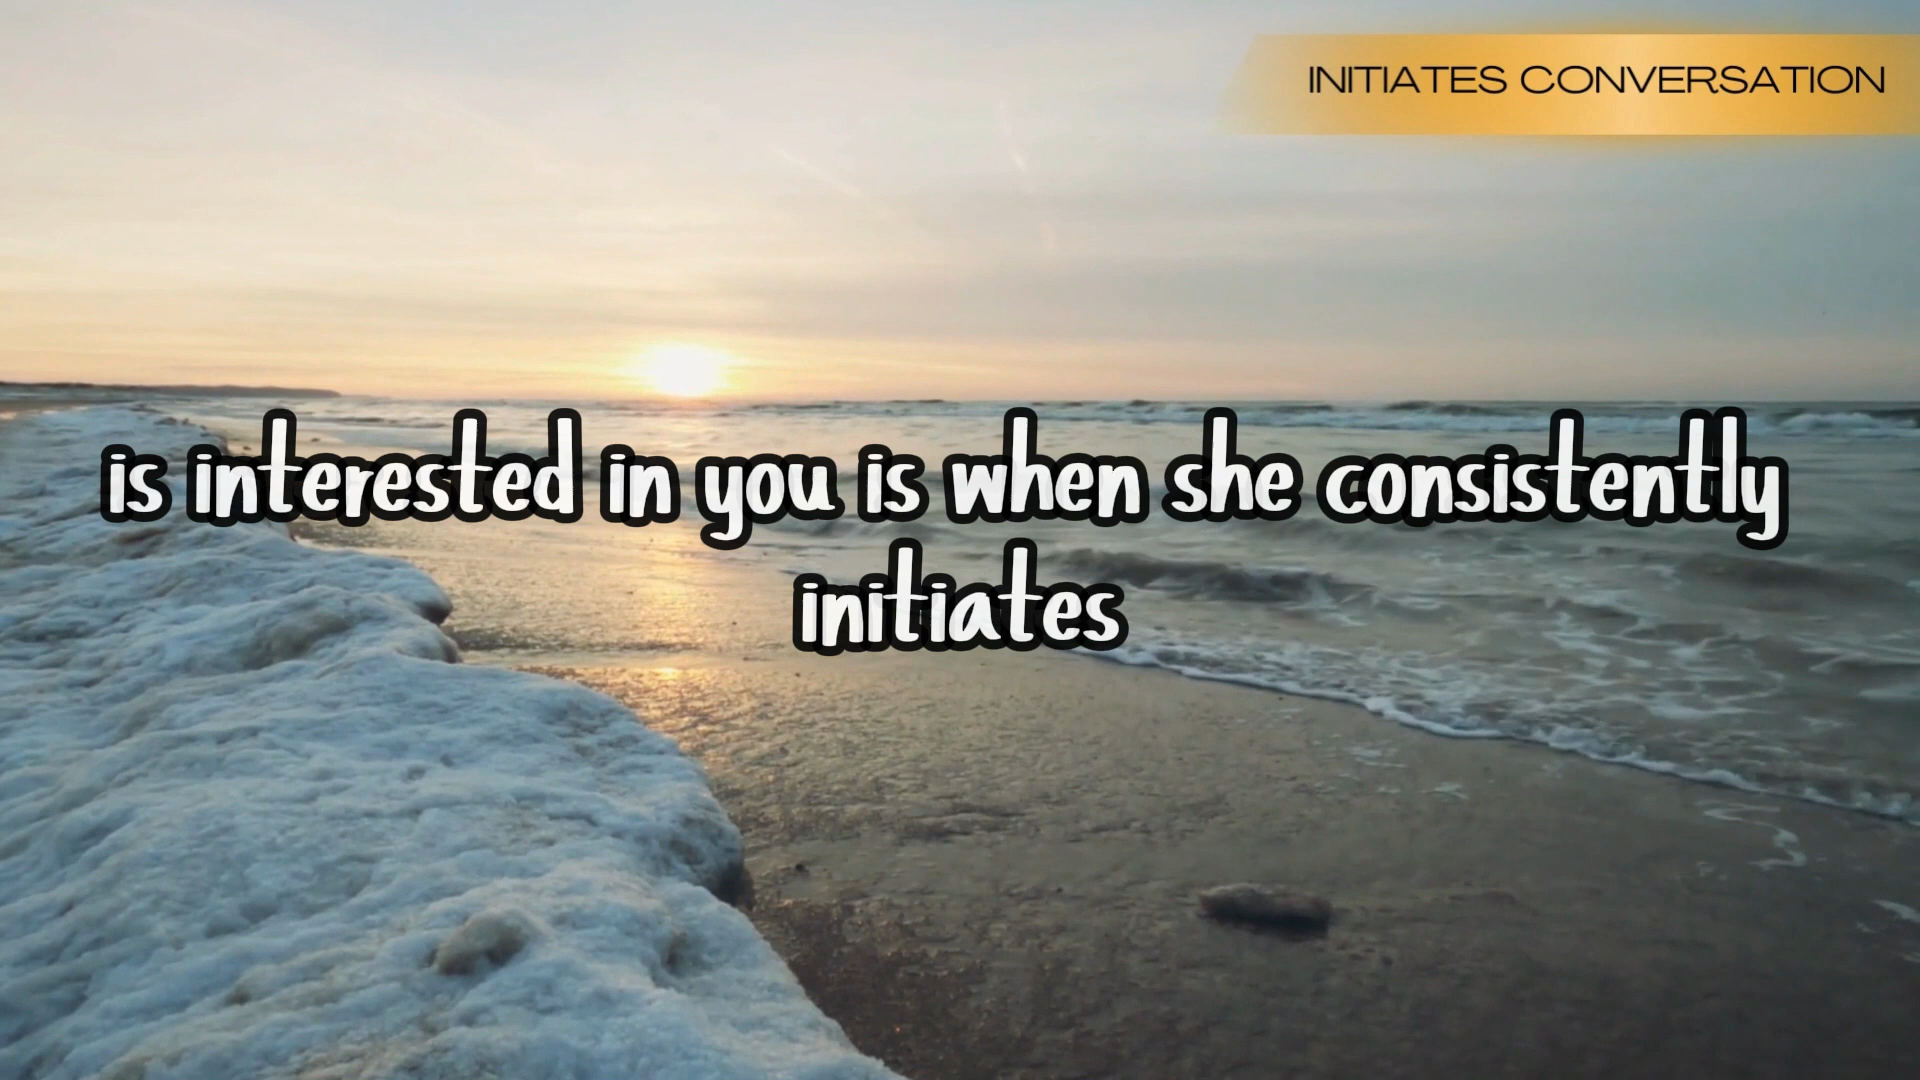 INITIATES CONVERSATION
is interested in you is when she consistently
initiates